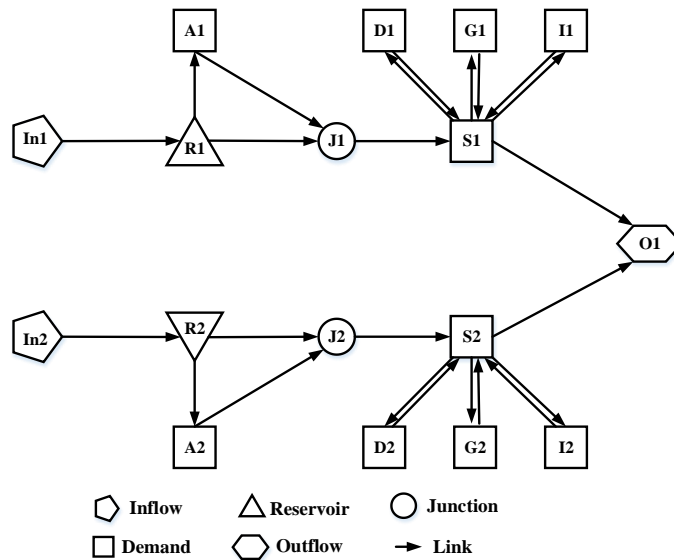 A1 D1 G1 I1
In1 R1 J1 S1
O1
In2 R2 J2 S2
A2 D2 G2 I2
Inflow Reservoir Junction
Demand Outflow Link